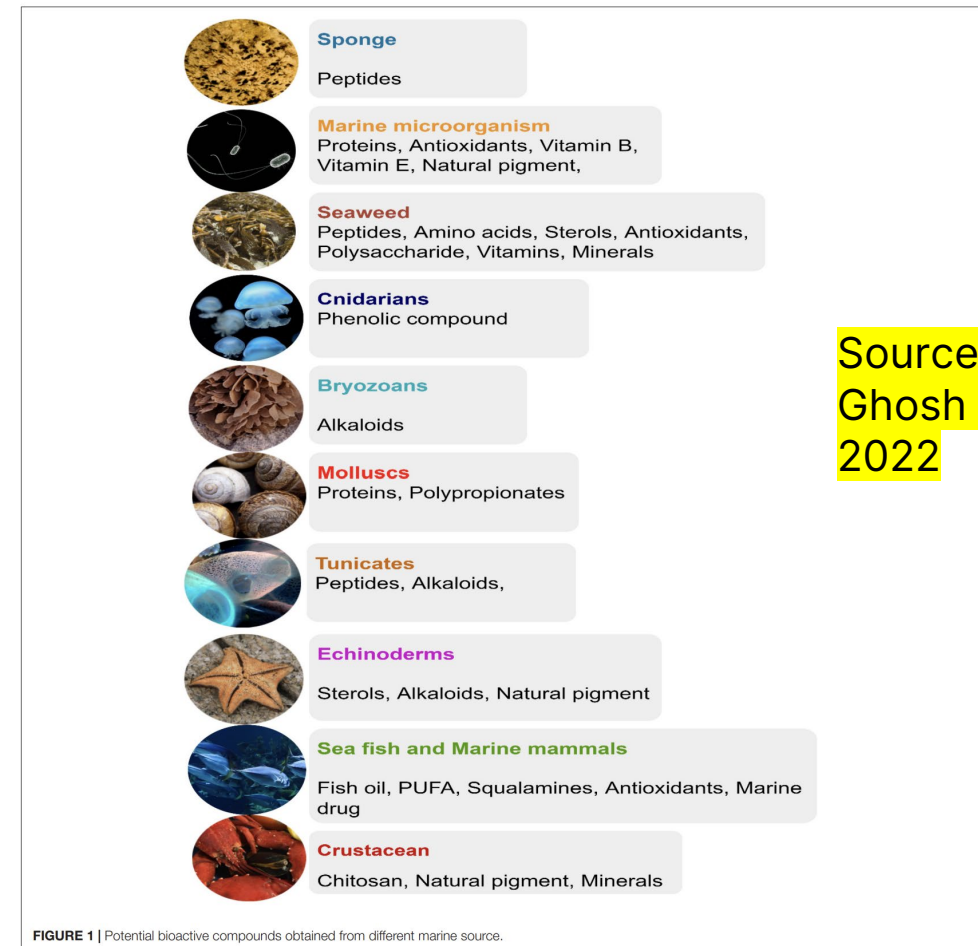 Sponge
Peptides
Marine microorganism
Proteins, Antioxidants, Vitamin B,
Vitamin E, Natural pigment,
Seaweed
Peptides, Amino acids, Sterols, Antioxidants,
Polysaccharide, Vitamins, Minerals
Cnidarians
Phenolic compound
Bryozoans
Alkaloids
Molluscs
Proteins, Polypropionates
Tunicates
Peptides, Alkaloids,
Echinoderms
Sterols, Alkaloids, Natural pigment
Sea fish and Marine mammals
Fish oil, PUFA, Squalamines, Antioxidants, Marine
drug
Crustacean
Chitosan, Natural pigment, Minerals
FIGURE 1 | Potential bioactive compounds obtained from different marine source.
Source
Ghosh
2022